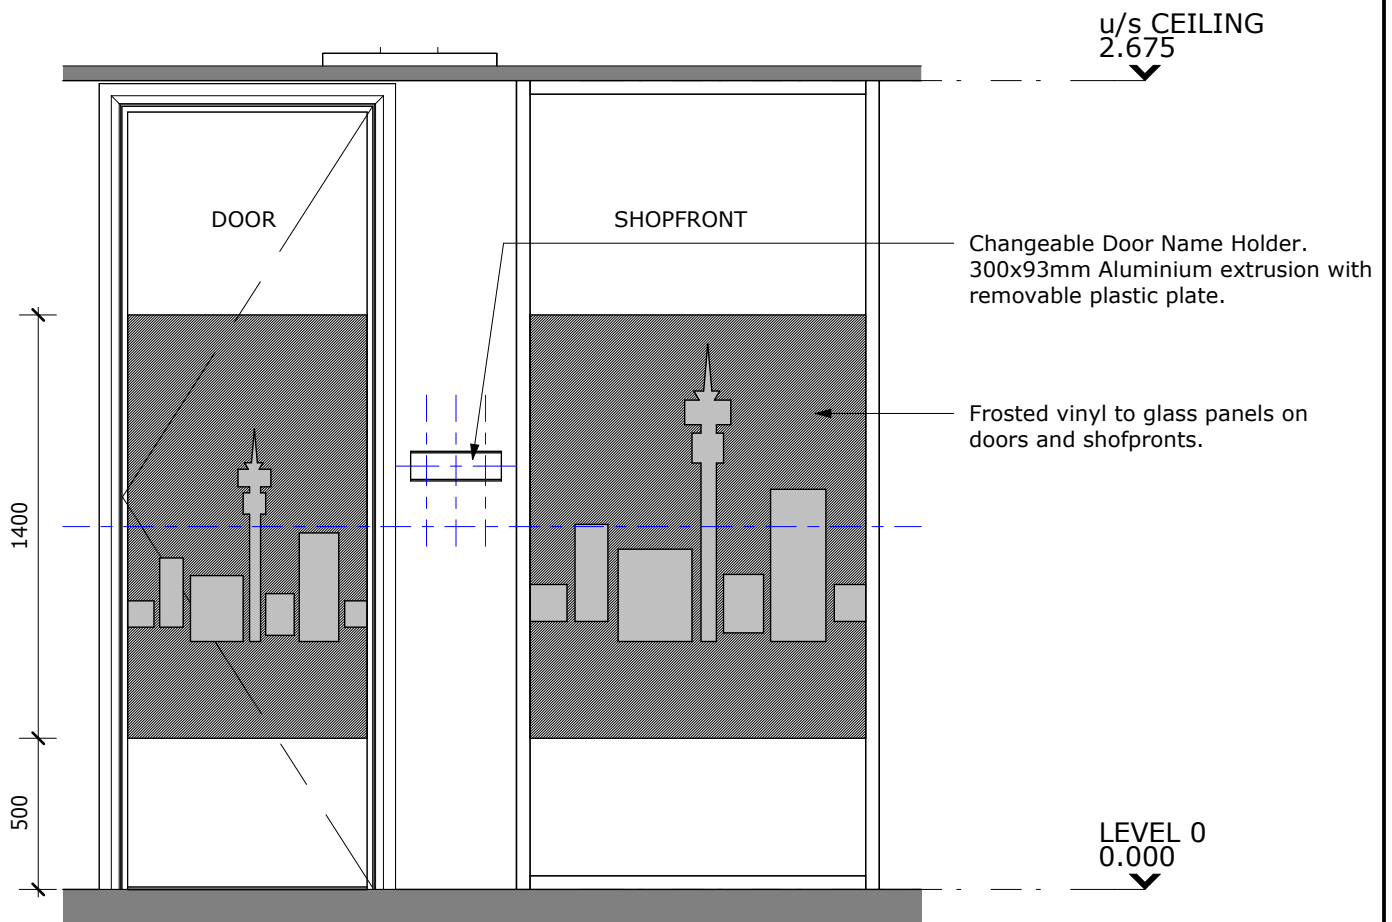 u/s CEILING
2.675
DOOR
SHOPFRONT
Changeable Door Name Holder.
300x93mm Aluminium extrusion with
removable plastic plate.
Frosted vinyl to glass panels on
doors and shofpronts.
1400
500
LEVEL 0
0.000